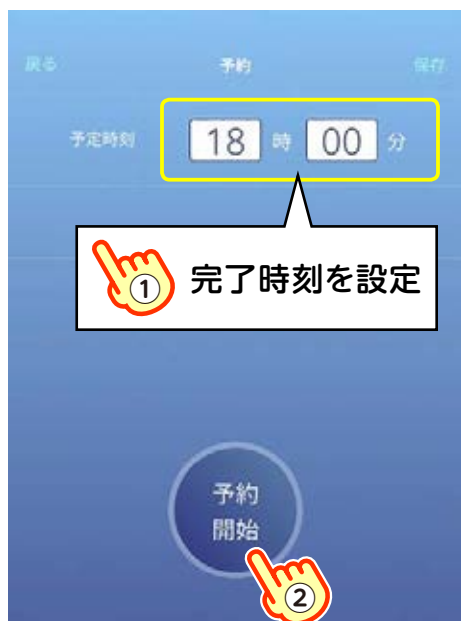 戻る 予約 保存
予定時刻 18 時 00 分
① 完了時刻を設定
予約
開始
②